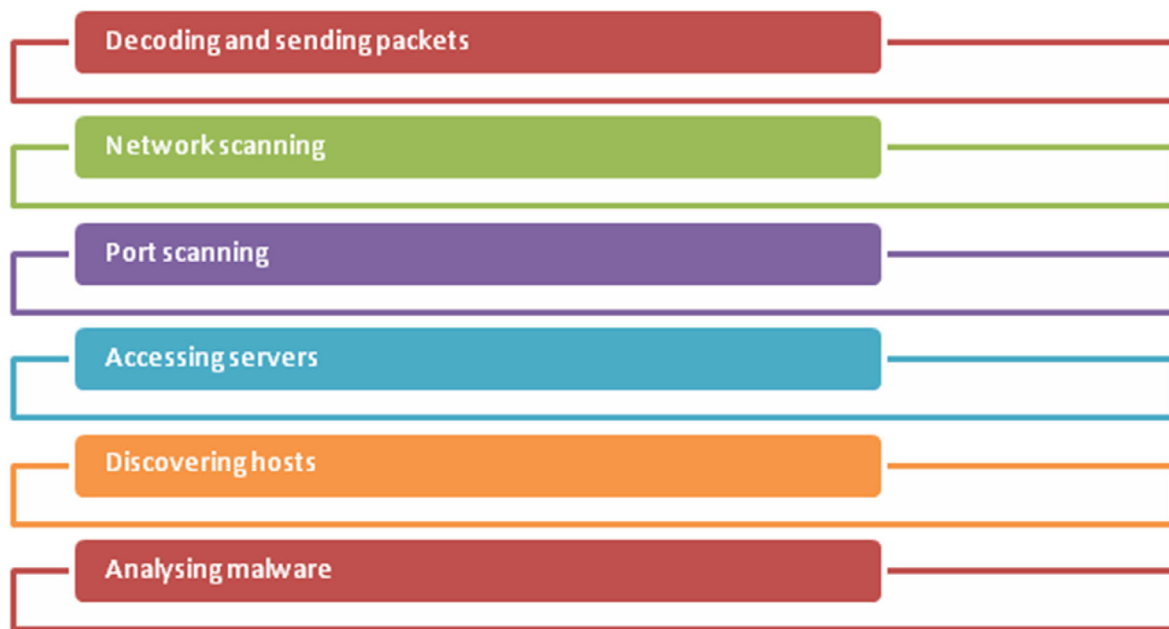 Decoding and sending packets
Network scanning
Port scanning
Accessing servers
Discovering hosts
Analysing malware